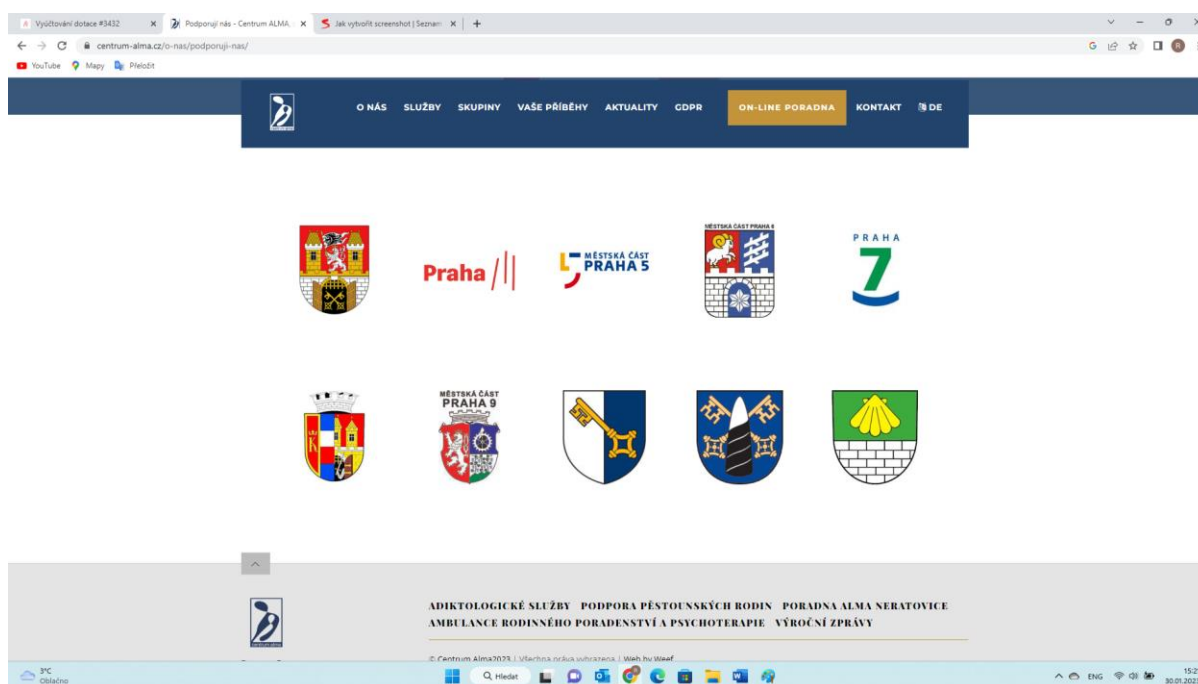 Vyúčtování dotace #3432
Podporují nás - Centrum ALMA,
Jak vytvořit screenshot | Seznam
centrum-alma.cz/o-nas/podporuji-nas/
YouTube Mapy Přeložit
O NÁS SLUŽBY SKUPINY VAŠE PŘÍBĚHY AKTUALITY GDPR ON-LINE PORADNA KONTAKT DE
Praha
MĚSTSKÁ ČÁST
PRAHA 5
MĚSTSKÁ ČÁST PRAHA 6
PRAHA
7
K
MĚSTSKÁ ČÁST
PRAHA 9
ADIKTOLOGICKÉ SLUŽBY PODPORA PĚSTOUNSKÝCH RODIN PORADNA ALMA NERATOVICE
AMBULANCE RODINNÉHO PORADENSTVÍ A PSYCHOTERAPIE VÝROČNÍ ZPRÁVY
© Centrum Alma2023 | Všechna práva vyhrazena | Web by Weef
3°C
Oblačno
Hledat
ENG